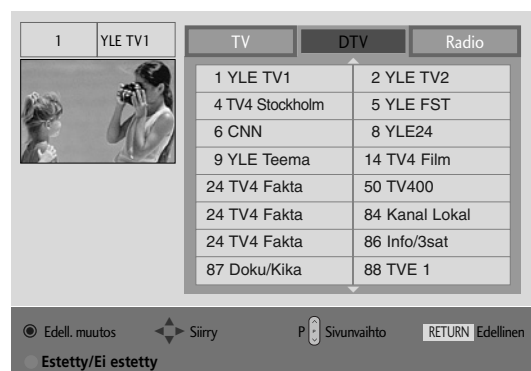 1 YLE TV1
TV DTV Radio
1 YLE TV1 2 YLE TV2
4 TV4 Stockholm 5 YLE FST
6 CNN 8 YLE24
9 YLE Teema 14 TV4 Film
24 TV4 Fakta 50 TV400
24 TV4 Fakta 84 Kanal Lokal
24 TV4 Fakta 86 Info/3sat
87 Doku/Kika 88 TVE 1
Edell. muutos Siirry P Sivunvaihto RETURN Edellinen
Estetty/Ei estetty